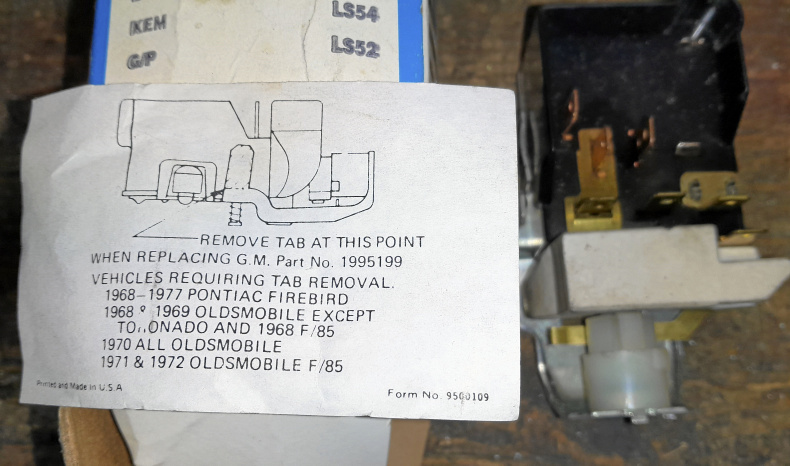 IKEM
LS54
G/P
LS52
REMOVE TAB AT THIS POINT
WHEN REPLACING G.M. Part No. 1995199
VEHICLES REQUIRING TAB REMOVAL.
1968-1977 PONTIAC FIREBIRD
1968 & 1969 OLDSMOBILE EXCEPT
TORONADO AND 1968 F/85
1970 ALL OLDSMOBILE
1971 & 1972 OLDSMOBILE F/85
Printed and Made In U.S.A
Form No. 9500109